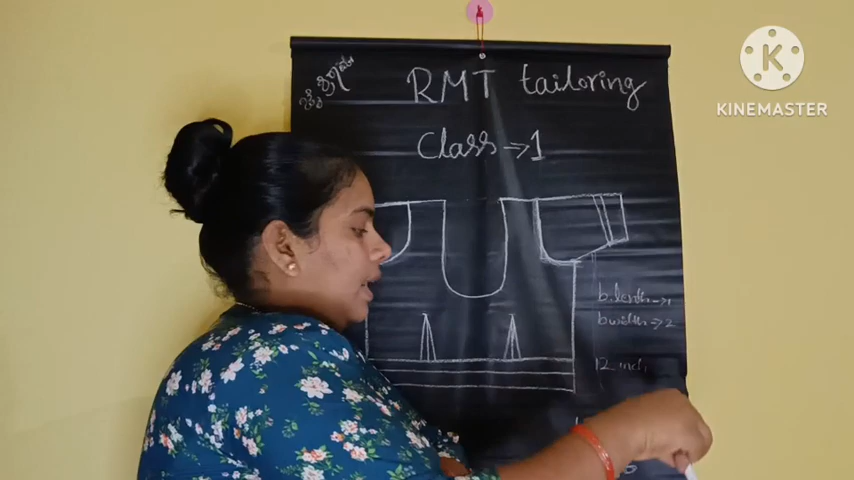 RMT tailoring
Class → 1
b.lenth → 1
b width → 2
12 inch
K
KINEMASTER